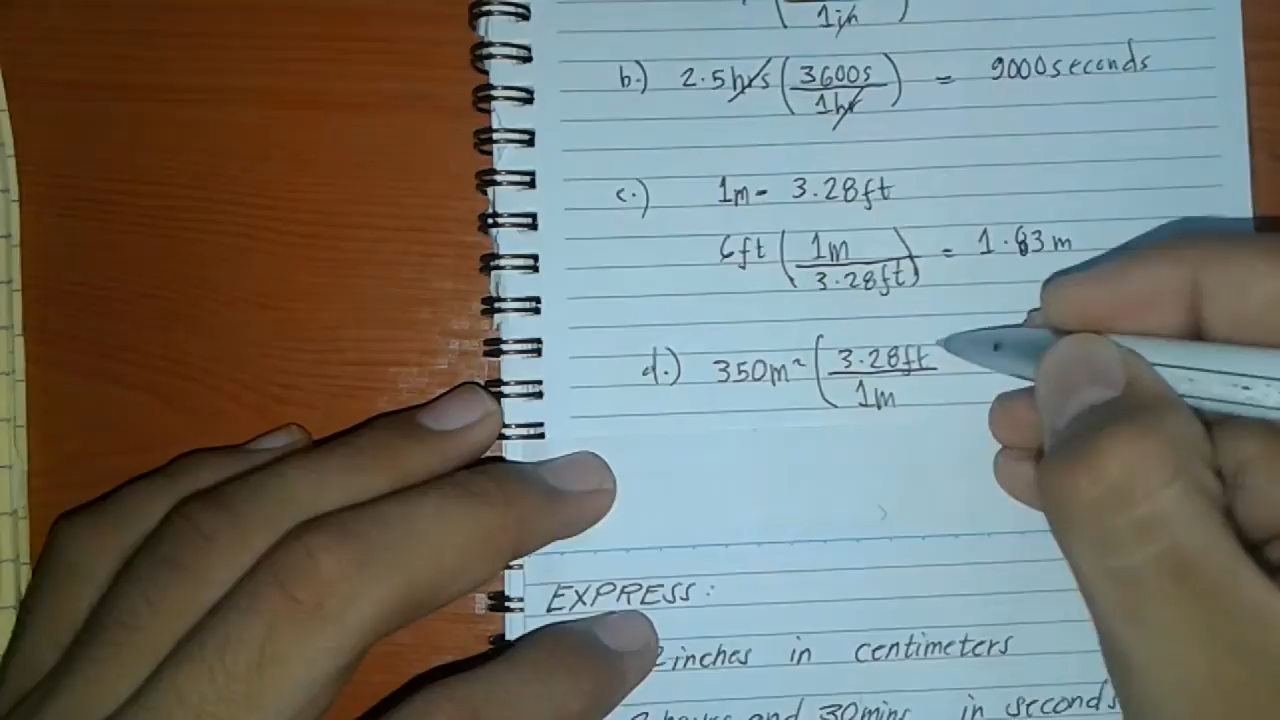 1in
b.) 2.5hrs (3600s / 1hr) = 9000seconds
c.) 1m - 3.28ft
6ft (1m / 3.28ft) = 1.83m
d.) 350m² (3.28ft / 1m
EXPRESS:
inches in centimeters
and 30mins in seconds